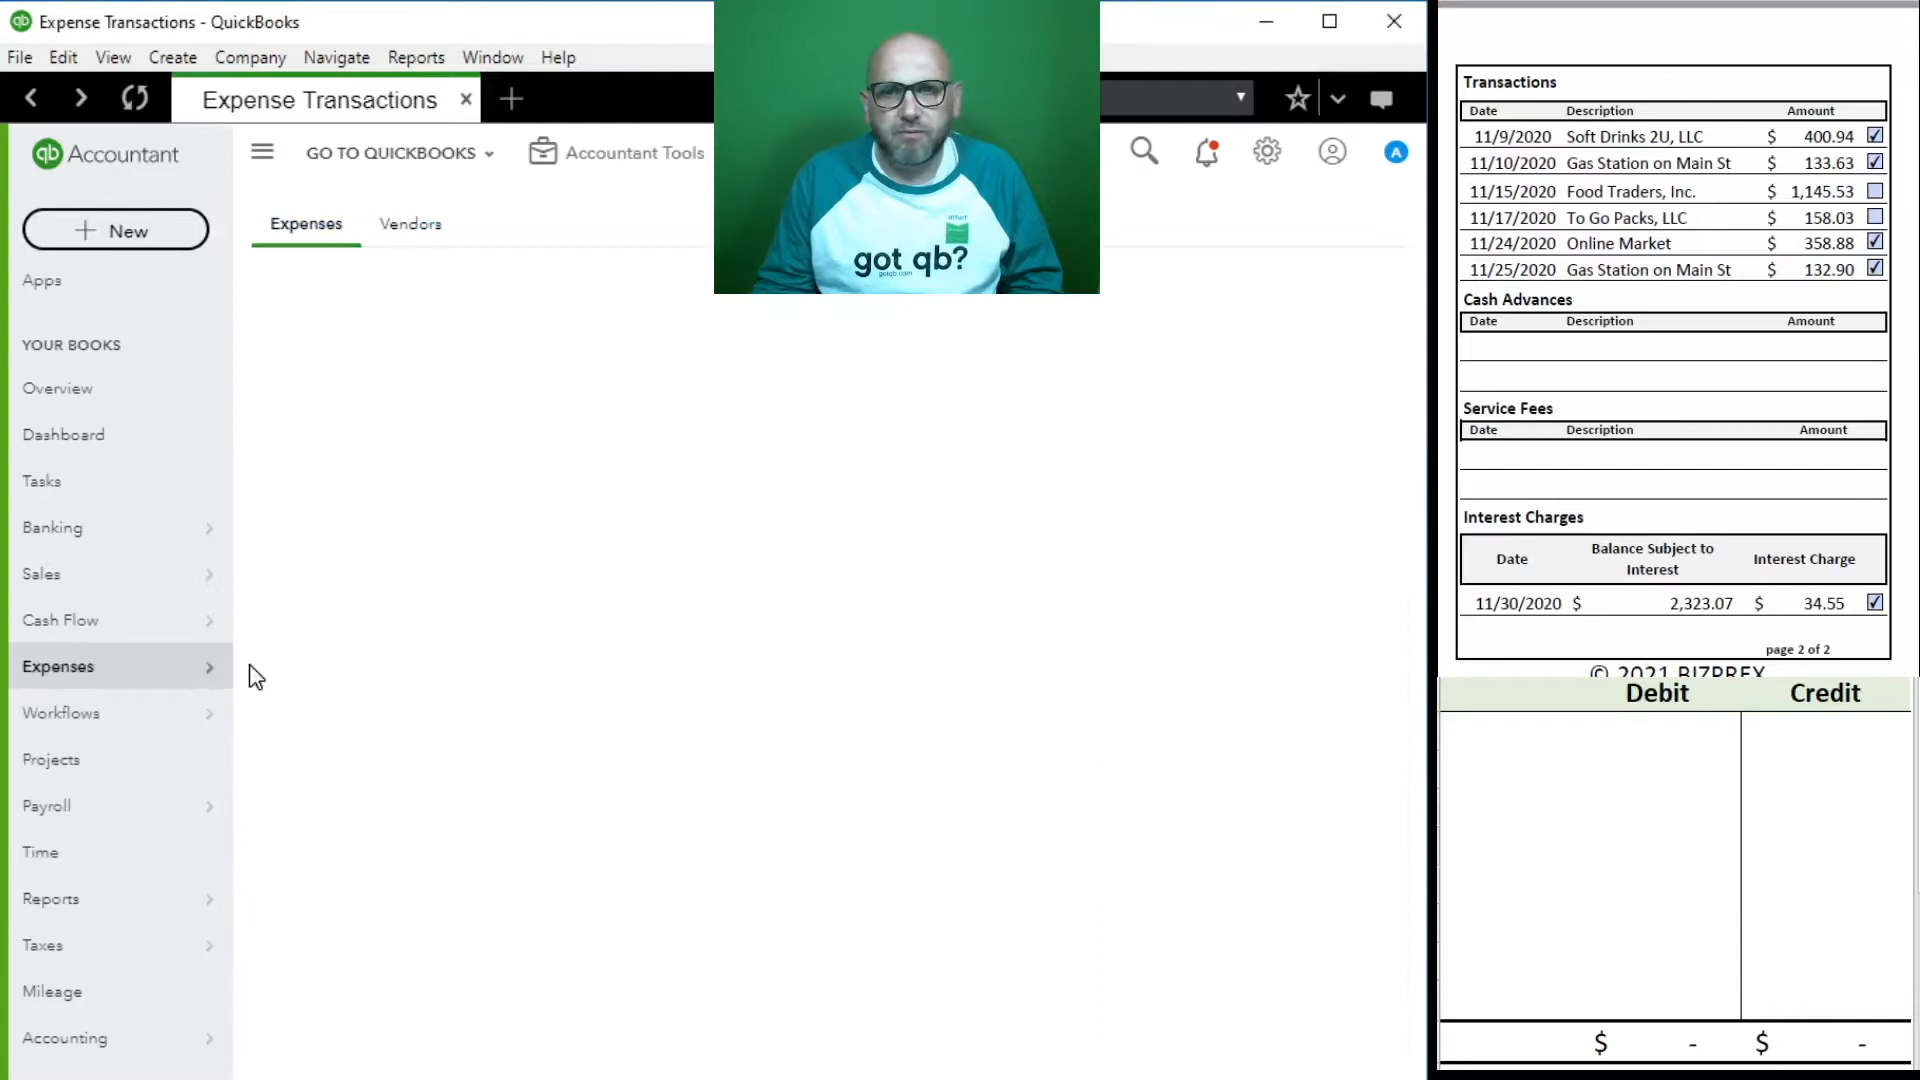 Expense Transactions - QuickBooks
File Edit View Create Company Navigate Reports Window Help
Expense Transactions
qb Accountant
GO TO QUICKBOOKS
Accountant Tools
A
New
Expenses
Vendors
Apps
YOUR BOOKS
Overview
Dashboard
Tasks
Banking
Sales
Cash Flow
Expenses
Workflows
Projects
Payroll
Time
Reports
Taxes
Mileage
Accounting
intuit
got qb?
gotqb.com
Transactions
Date Description Amount
11/9/2020 Soft Drinks 2U, LLC $ 400.94
11/10/2020 Gas Station on Main St $ 133.63
11/15/2020 Food Traders, Inc. $ 1,145.53
11/17/2020 To Go Packs, LLC $ 158.03
11/24/2020 Online Market $ 358.88
11/25/2020 Gas Station on Main St $ 132.90
Cash Advances
Date Description Amount
Service Fees
Date Description Amount
Interest Charges
Date Balance Subject to Interest Interest Charge
11/30/2020 $ 2,323.07 $ 34.55
page 2 of 2
© 2021 BIZPREX
Debit Credit
$ - $ -